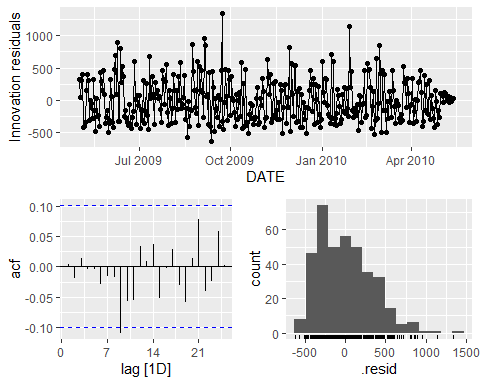 Innovation residuals
1000
500
0
-500
Jul 2009
Oct 2009
Jan 2010
Apr 2010
DATE
acf
0.10
0.05
0.00
-0.05
-0.10
0
7
14
21
lag [1D]
count
60
40
20
0
-500
0
500
1000
1500
.resid